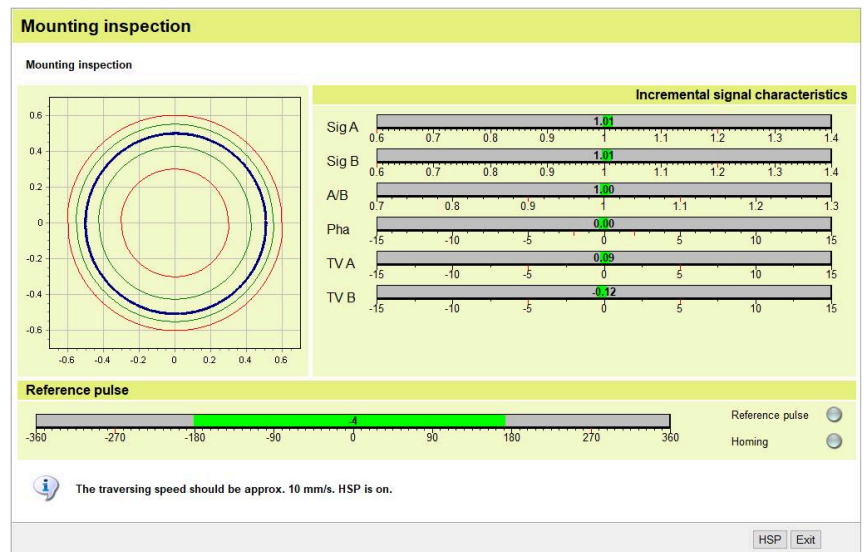 Mounting inspection
Mounting inspection
0.6
0.4
0.2
0
-0.2
-0.4
-0.6
-0.6 -0.4 -0.2 0 0.2 0.4 0.6
Incremental signal characteristics
Sig A 1.01
0.6 0.7 0.8 0.9 1 1.1 1.2 1.3 1.4
Sig B 1.01
0.6 0.7 0.8 0.9 1 1.1 1.2 1.3 1.4
A/B 1.00
0.7 0.8 0.9 1 1.1 1.2 1.3
Pha 0.00
-15 -10 -5 0 5 10 15
TV A 0.09
-15 -10 -5 0 5 10 15
TV B -0.12
-15 -10 -5 0 5 10 15
Reference pulse
-4
-360 -270 -180 -90 0 90 180 270 360
Reference pulse
Homing
The traversing speed should be approx. 10 mm/s. HSP is on.
HSP Exit